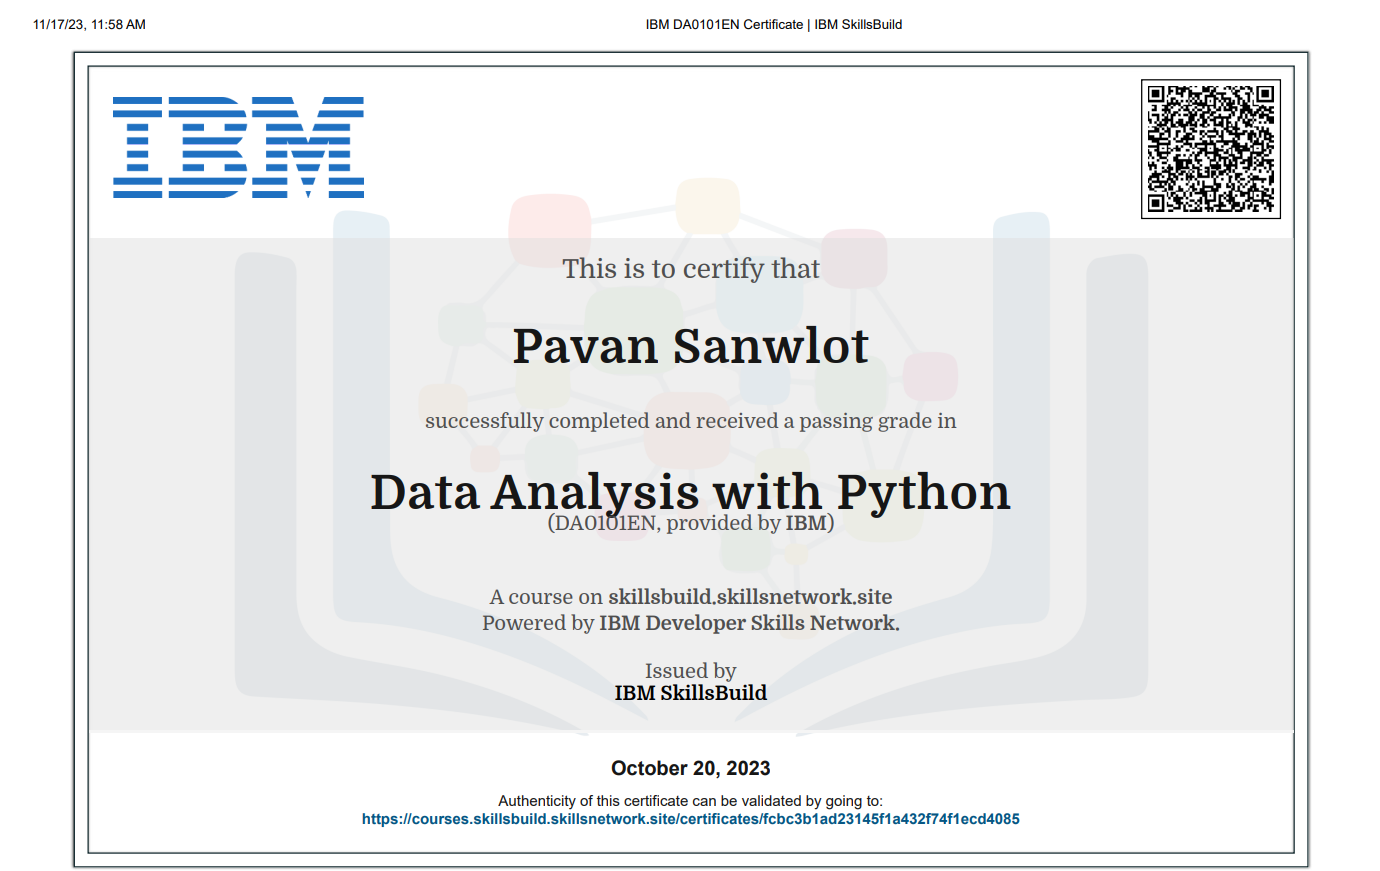 11/17/23, 11:58 AM
IBM DA0101EN Certificate | IBM SkillsBuild
IBM
This is to certify that
Pavan Sanwlot
successfully completed and received a passing grade in
Data Analysis with Python
(DA0101EN, provided by IBM)
A course on skillsbuild.skillsnetwork.site
Powered by IBM Developer Skills Network.
Issued by
IBM SkillsBuild
October 20, 2023
Authenticity of this certificate can be validated by going to:
https://courses.skillsbuild.skillsnetwork.site/certificates/fcbc3b1ad23145f1a432f74f1ecd4085